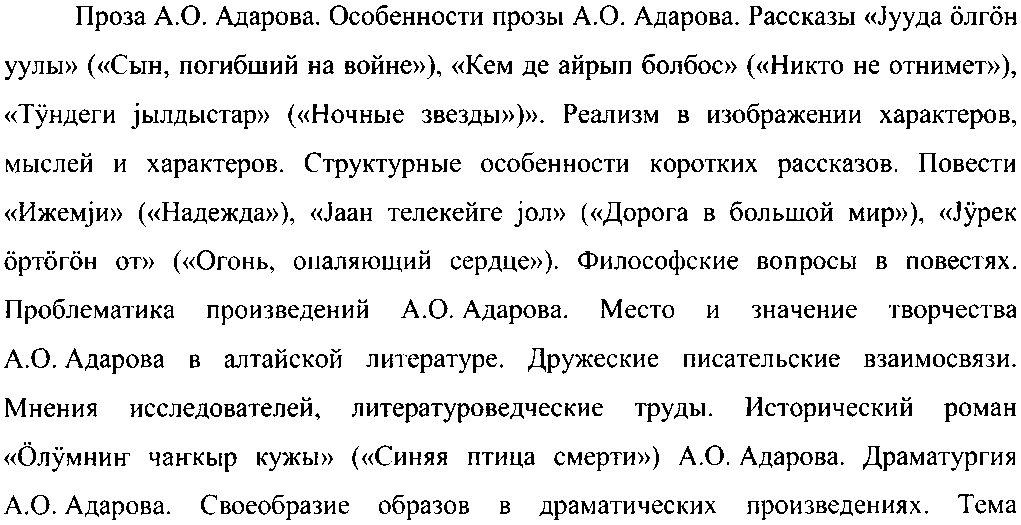 Проза А.О. Адарова. Особенности прозы А.О. Адарова. Рассказы «Јууда ӧлгӧн
уулы» («Сын, погибший на войне»), «Кем де айрып болбос» («Никто не отнимет»),
«Тӱндеги јылдыстар» («Ночные звезды»)». Реализм в изображении характеров,
мыслей и характеров. Структурные особенности коротких рассказов. Повести
«Ижемји» («Надежда»), «Јаан телекейге јол» («Дорога в большой мир»), «Јӱрек
ӧртӧгӧн от» («Огонь, опаляющий сердце»). Философские вопросы в повестях.
Проблематика произведений А.О. Адарова. Место и значение творчества
А.О. Адарова в алтайской литературе. Дружеские писательские взаимосвязи.
Мнения исследователей, литературоведческие труды. Исторический роман
«Ӧлӱмниҥ чаҥкыр кужы» («Синяя птица смерти») А.О. Адарова. Драматургия
А.О. Адарова. Своеобразие образов в драматических произведениях. Тема